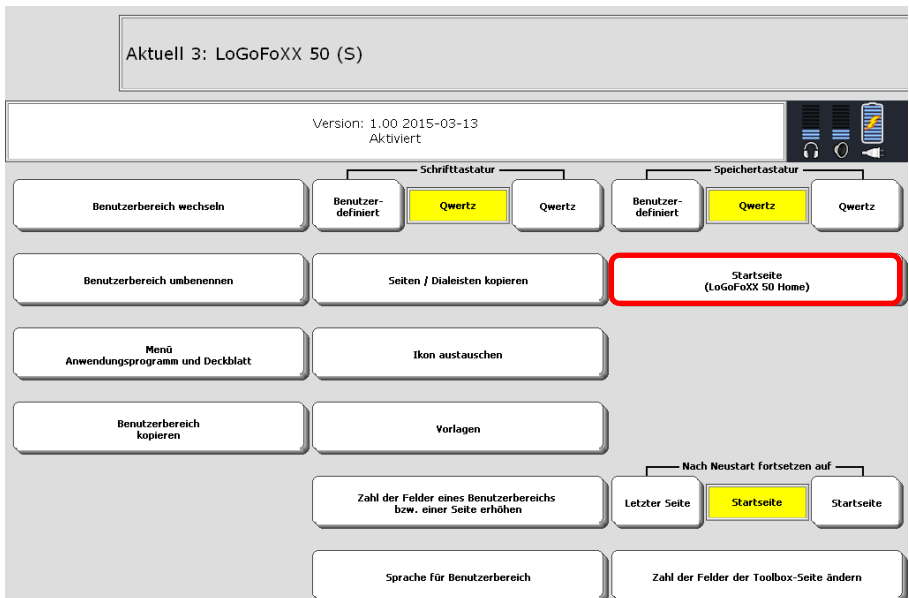 Aktuell 3: LoGoFoXX 50 (S)
Version: 1.00 2015-03-13
Aktiviert
Schrifttastatur
Speichertastatur
Benutzerbereich wechseln
Benutzer-
definiert
Qwertz
Qwertz
Benutzer-
definiert
Qwertz
Qwertz
Benutzerbereich umbenennen
Seiten / Dialeisten kopieren
Startseite
(LoGoFoXX 50 Home)
Menü
Anwendungsprogramm und Deckblatt
Ikon austauschen
Benutzerbereich
kopieren
Vorlagen
Nach Neustart fortsetzen auf
Zahl der Felder eines Benutzerbereichs
bzw. einer Seite erhöhen
Letzter Seite
Startseite
Startseite
Sprache für Benutzerbereich
Zahl der Felder der Toolbox-Seite ändern